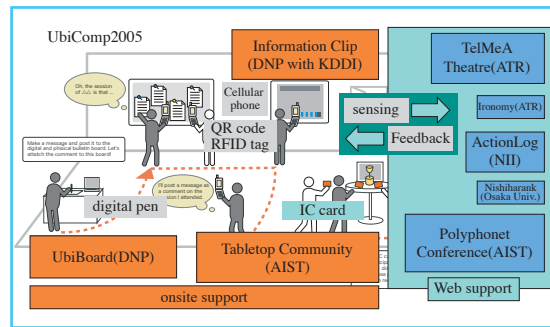 UbiComp2005
Information Clip
(DNP with KDDI)
TelMeA
Theatre(ATR)
Oh, the session
of △△ is that ...
Cellular
phone
sensing
Feedback
Ironomy(ATR)
QR code
RFID tag
ActionLog
(NII)
Make a message and post it to the
digital and phisical bulletin board. Let's
attatch the comment to this board!
I'll post a message as
a comment on the
session I attended.
Nishiharank
(Osaka Univ.)
digital pen
IC card
UbiBoard(DNP)
Tabletop Community
(AIST)
Polyphonet
Conference(AIST)
Web support
onsite support